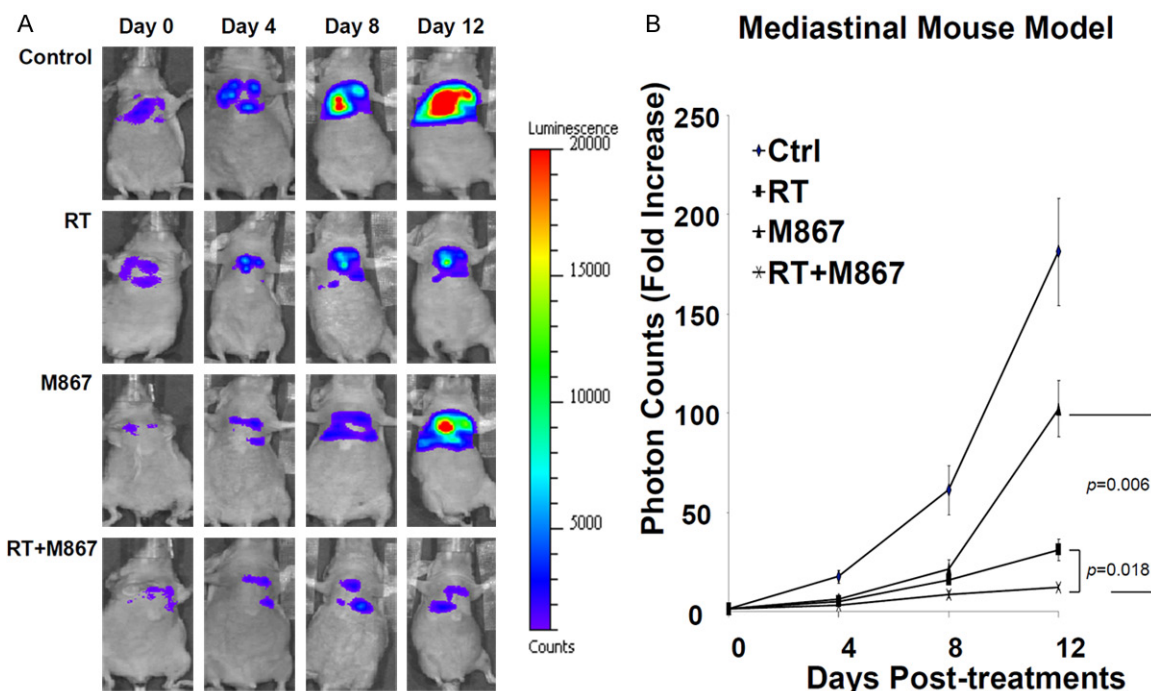 A
Day 0 Day 4 Day 8 Day 12
Control
RT
M867
RT+M867
Luminescence
20000
15000
10000
5000
Counts
B
Mediastinal Mouse Model
Photon Counts (Fold Increase)
250
200
150
100
50
0
Ctrl
RT
M867
RT+M867
p=0.006
p=0.018
0 4 8 12
Days Post-treatments